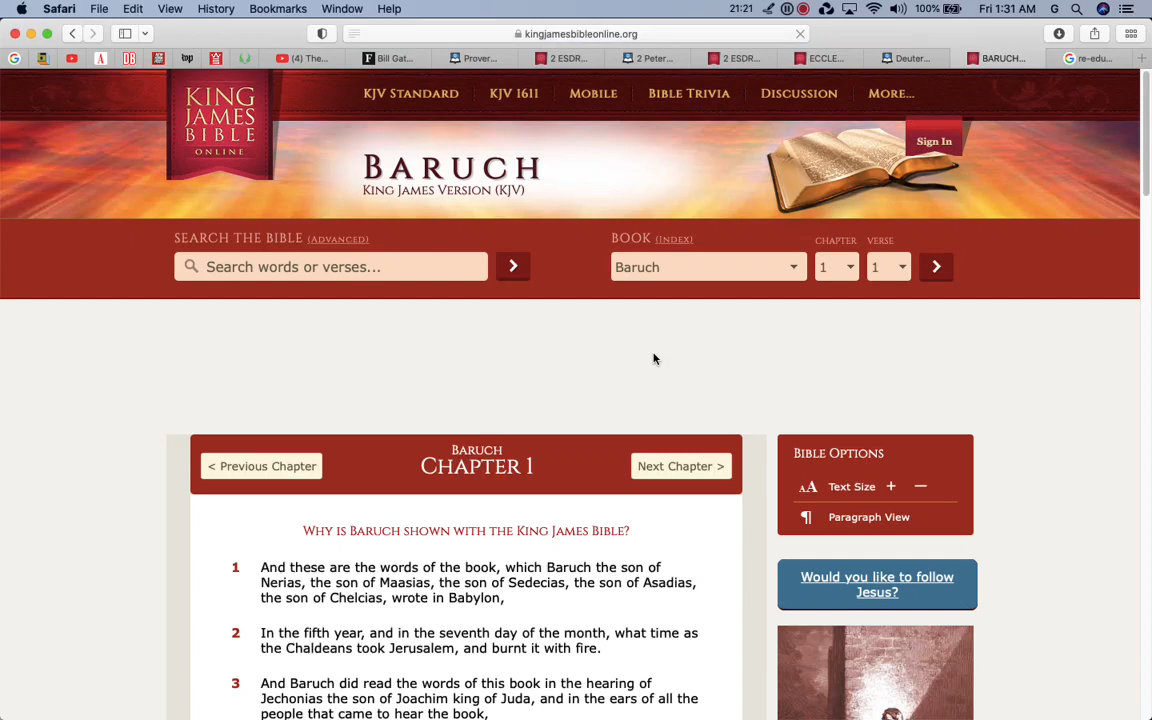 Safari File Edit View History Bookmarks Window Help 21:21 100% Fri 1:31 AM G
kingjamesbibleonline.org
(4) The... Bill Gat... Prover... 2 ESDR... 2 Peter... 2 ESDR... ECCLE... Deuter... BARUCH... re-edu...
KING
JAMES
BIBLE
ONLINE
KJV STANDARD KJV 1611 MOBILE BIBLE TRIVIA DISCUSSION MORE...
Sign In
BARUCH
KING JAMES VERSION (KJV)
SEARCH THE BIBLE (ADVANCED) BOOK (INDEX) CHAPTER VERSE
Search words or verses... Baruch 1 1
BARUCH
< Previous Chapter CHAPTER 1 Next Chapter >
WHY IS BARUCH SHOWN WITH THE KING JAMES BIBLE?
1 And these are the words of the book, which Baruch the son of
Nerias, the son of Maasias, the son of Sedecias, the son of Asadias,
the son of Chelcias, wrote in Babylon,
2 In the fifth year, and in the seventh day of the month, what time as
the Chaldeans took Jerusalem, and burnt it with fire.
3 And Baruch did read the words of this book in the hearing of
Jechonias the son of Joachim king of Juda, and in the ears of all the
people that came to hear the book,
BIBLE OPTIONS
AA Text Size + −
¶ Paragraph View
Would you like to follow
Jesus?